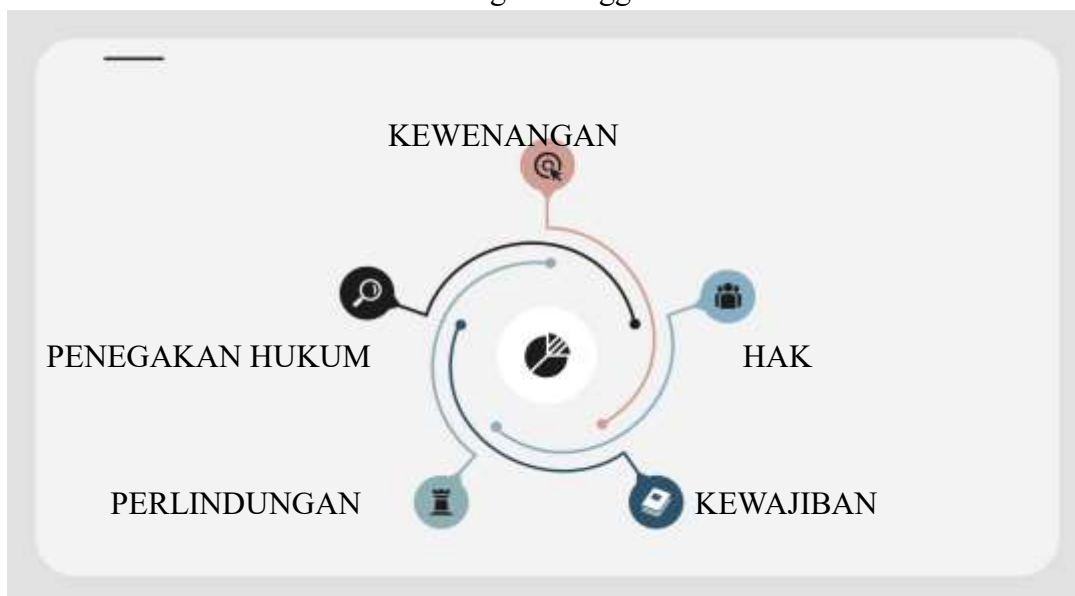 KEWENANGAN
PENEGAKAN HUKUM
HAK
PERLINDUNGAN
KEWAJIBAN